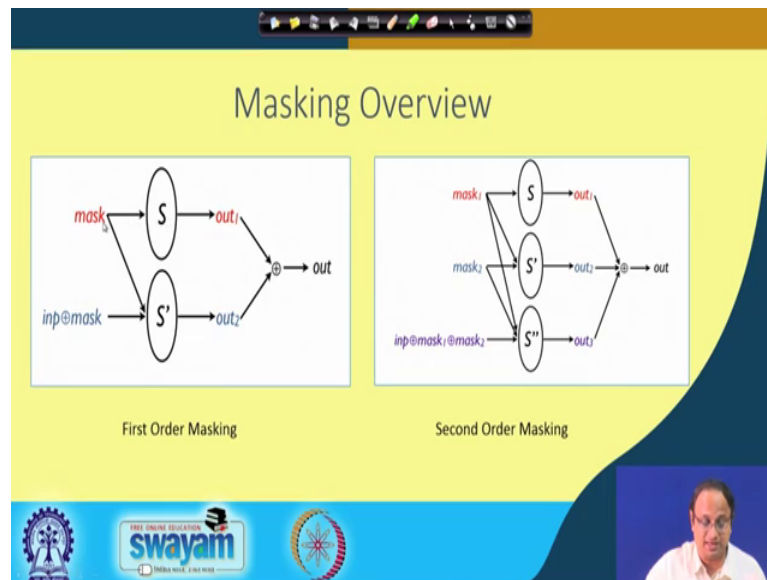 Masking Overview
mask
S
out₁
inp⊕mask
S'
out₂
⊕
out
mask₁
S
out₁
mask₂
S'
out₂
⊕
out
inp⊕mask₁⊕mask₂
S''
out₃
First Order Masking
Second Order Masking
FREE ONLINE EDUCATION
swayam